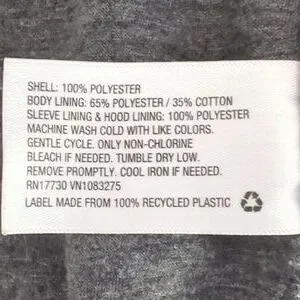 SHELL: 100% POLYESTER
BODY LINING: 65% POLYESTER / 35% COTTON
SLEEVE LINING & HOOD LINING: 100% POLYESTER
MACHINE WASH COLD WITH LIKE COLORS.
GENTLE CYCLE. ONLY NON-CHLORINE
BLEACH IF NEEDED. TUMBLE DRY LOW.
REMOVE PROMPTLY. COOL IRON IF NEEDED.
RN17730 VN1083275
LABEL MADE FROM 100% RECYCLED PLASTIC